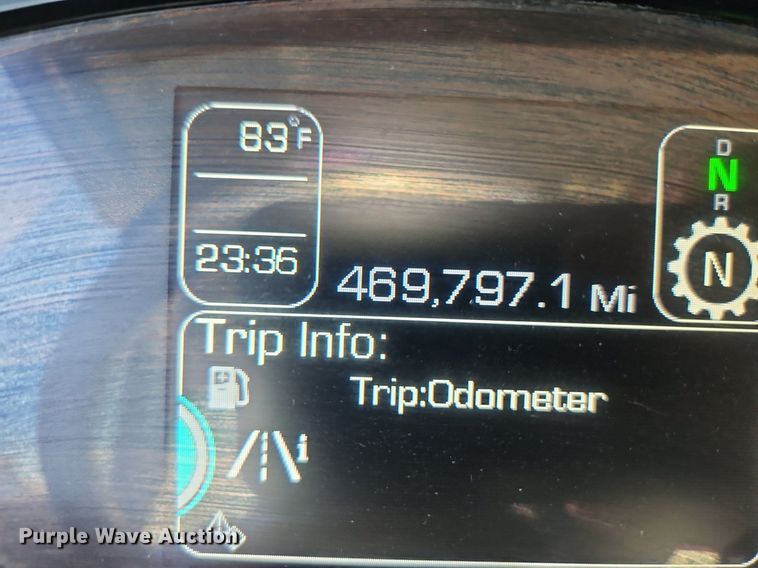 83°F
23:36
469,797.1 Mi
D
N
R
N
Trip Info:
Trip:Odometer
i
Purple Wave Auction